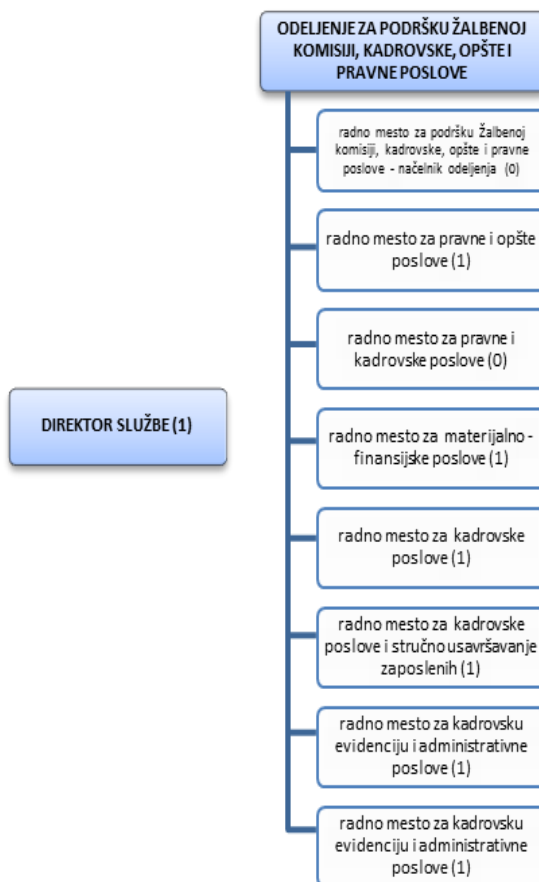 ODELJENJE ZA PODRŠKU ŽALBENOJ
KOMISIJI, KADROVSKE, OPŠTE I
PRAVNE POSLOVE
radno mesto za podršku Žalbenoj
komisiji, kadrovske, opšte i pravne
poslove - načelnik odeljenja (0)
radno mesto za pravne i opšte
poslove (1)
radno mesto za pravne i
kadrovske poslove (0)
DIREKTOR SLUŽBE (1)
radno mesto za materijalno -
finansijske poslove (1)
radno mesto za kadrovske
poslove (1)
radno mesto za kadrovske
poslove i stručno usavršavanje
zaposlenih (1)
radno mesto za kadrovsku
evidenciju i administrativne
poslove (1)
radno mesto za kadrovsku
evidenciju i administrativne
poslove (1)